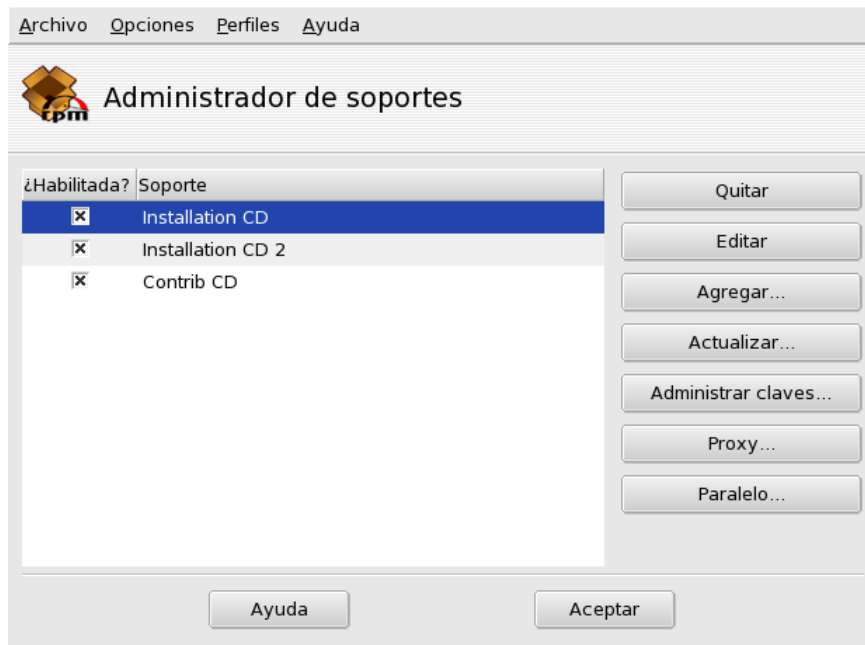 Archivo Opciones Perfiles Ayuda
rpm
Administrador de soportes
¿Habilitada? Soporte
Installation CD
Installation CD 2
Contrib CD
Quitar
Editar
Agregar...
Actualizar...
Administrar claves...
Proxy...
Paralelo...
Ayuda Aceptar